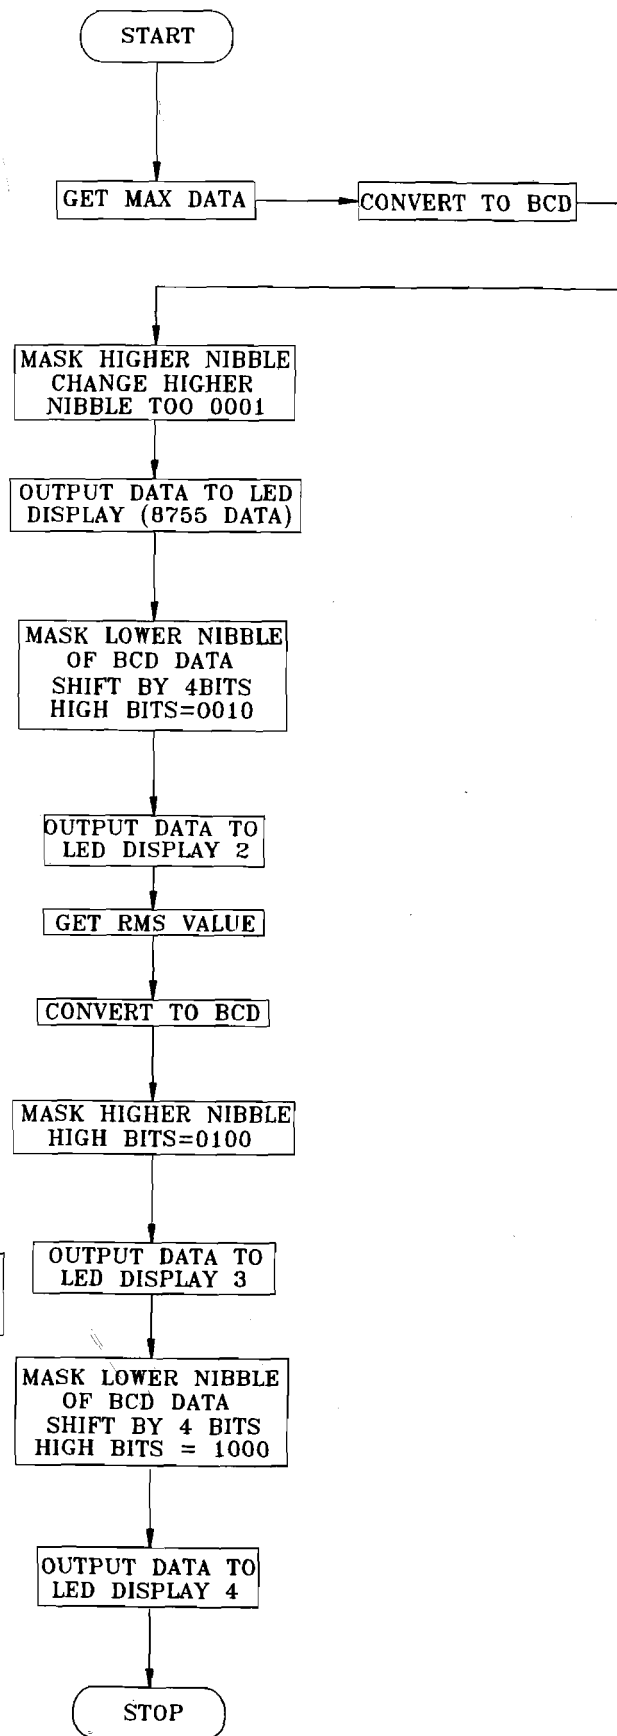 START
GET MAX DATA
CONVERT TO BCD
MASK HIGHER NIBBLE
CHANGE HIGHER
NIBBLE TOO 0001
OUTPUT DATA TO LED
DISPLAY (8755 DATA)
MASK LOWER NIBBLE
OF BCD DATA
SHIFT BY 4BITS
HIGH BITS=0010
OUTPUT DATA TO
LED DISPLAY 2
GET RMS VALUE
CONVERT TO BCD
MASK HIGHER NIBBLE
HIGH BITS=0100
OUTPUT DATA TO
LED DISPLAY 3
MASK LOWER NIBBLE
OF BCD DATA
SHIFT BY 4 BITS
HIGH BITS = 1000
OUTPUT DATA TO
LED DISPLAY 4
STOP